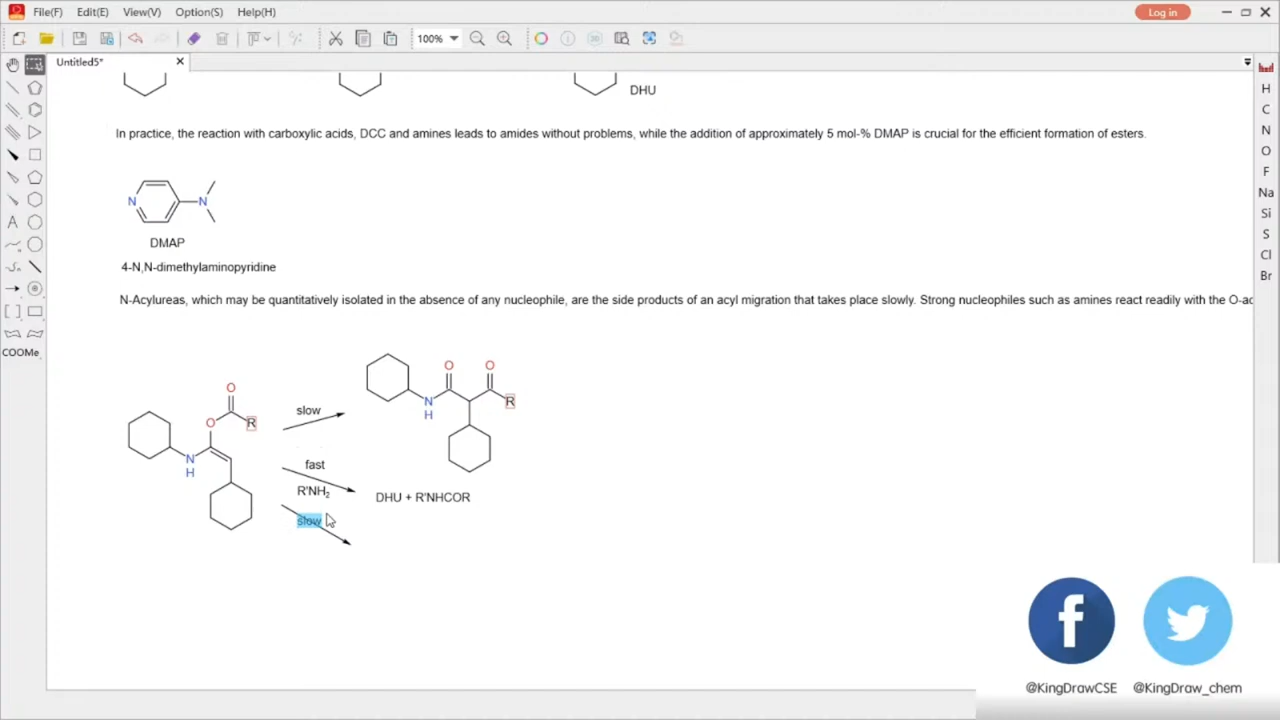 File(F) Edit(E) View(V) Option(S) Help(H) Log in
100%
Untitled5*
DHU
In practice, the reaction with carboxylic acids, DCC and amines leads to amides without problems, while the addition of approximately 5 mol-% DMAP is crucial for the efficient formation of esters.
N N
DMAP
4-N,N-dimethylaminopyridine
N-Acylureas, which may be quantitatively isolated in the absence of any nucleophile, are the side products of an acyl migration that takes place slowly. Strong nucleophiles such as amines react readily with the O-ac
O O
N H R
O
O R
N H
slow
fast
R'NH2
DHU + R'NHCOR
slow
A
COOMe
H
C
N
O
F
Na
Si
S
Cl
Br
@KingDrawCSE @KingDraw_chem